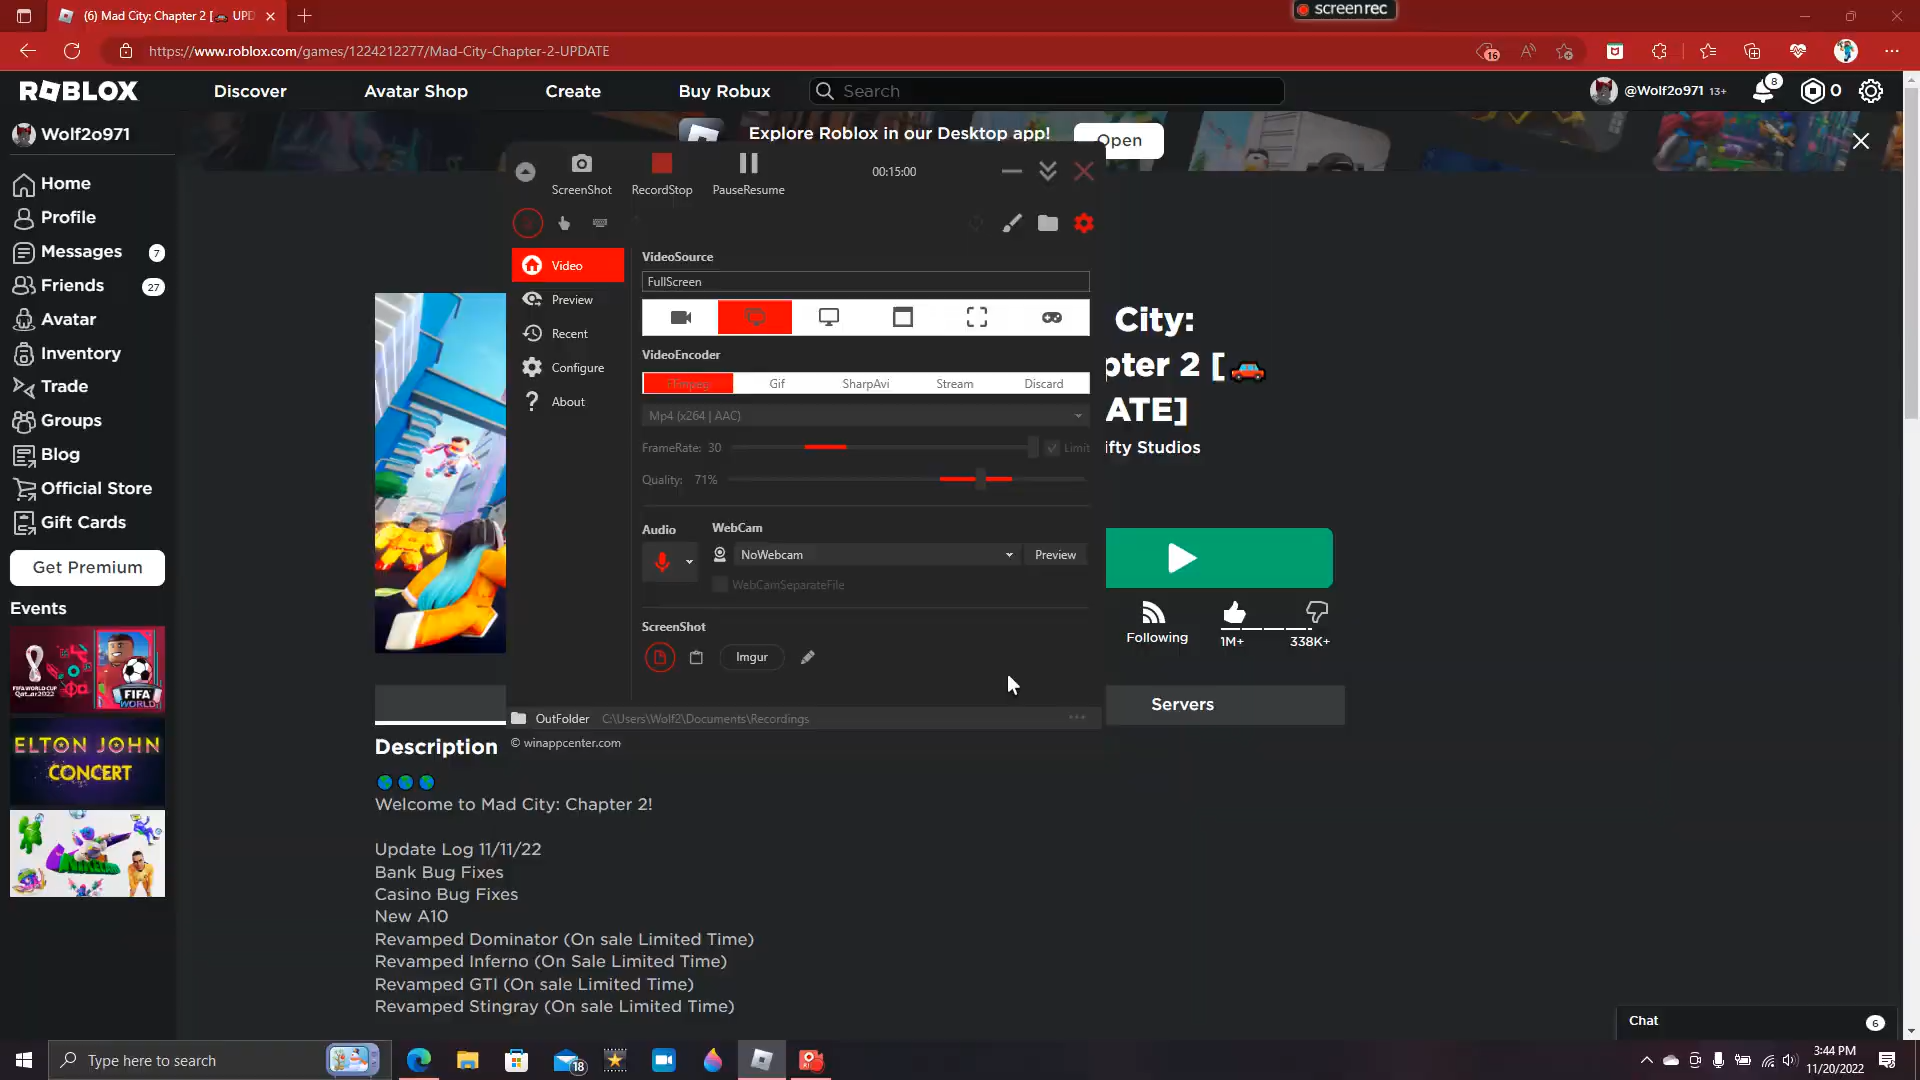 (6) Mad City: Chapter 2 [🚗 UPD
screenrec
https://www.roblox.com/games/1224212277/Mad-City-Chapter-2-UPDATE
16
ROBLOX
Discover
Avatar Shop
Create
Buy Robux
Search
@Wolf2o971 13+
8
0
Wolf2o971
Explore Roblox in our Desktop app!
Open
Home
Profile
Messages 7
Friends 27
Avatar
Inventory
Trade
Groups
Blog
Official Store
Gift Cards
Get Premium
Events
FIFA WORLD CUP
Qatar2022
FIFA
WORLD
ELTON JOHN
CONCERT
ScreenShot
RecordStop
PauseResume
00:15:00
Video
Preview
Recent
Configure
About
VideoSource
FullScreen
VideoEncoder
FFmpeg
Gif
SharpAvi
Stream
Discard
Mp4 (x264 | AAC)
FrameRate: 30
Limit
Quality: 71%
Audio
WebCam
NoWebcam
Preview
WebCamSeparateFile
ScreenShot
Imgur
OutFolder C:\Users\Wolf2\Documents\Recordings
© winappcenter.com
City:
pter 2 [🚗
ATE]
ifty Studios
Following
1M+
338K+
Servers
Description
🌎🌎🌎
Welcome to Mad City: Chapter 2!
Update Log 11/11/22
Bank Bug Fixes
Casino Bug Fixes
New A10
Revamped Dominator (On sale Limited Time)
Revamped Inferno (On Sale Limited Time)
Revamped GTI (On sale Limited Time)
Revamped Stingray (On sale Limited Time)
Chat
6
Type here to search
18
3:44 PM
11/20/2022